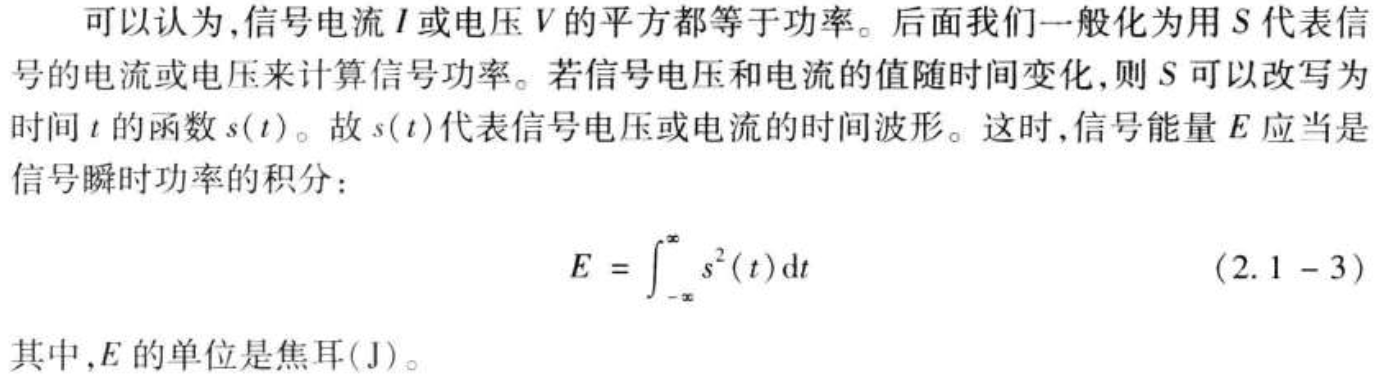 可以认为,信号电流 I 或电压 V 的平方都等于功率。后面我们一般化为用 S 代表信
号的电流或电压来计算信号功率。若信号电压和电流的值随时间变化,则 S 可以改写为
时间 t 的函数 s(t)。故 s(t)代表信号电压或电流的时间波形。这时,信号能量 E 应当是
信号瞬时功率的积分:
E = ∫_{-∞}^{∞} s²(t)dt (2.1 - 3)
其中,E 的单位是焦耳(J)。